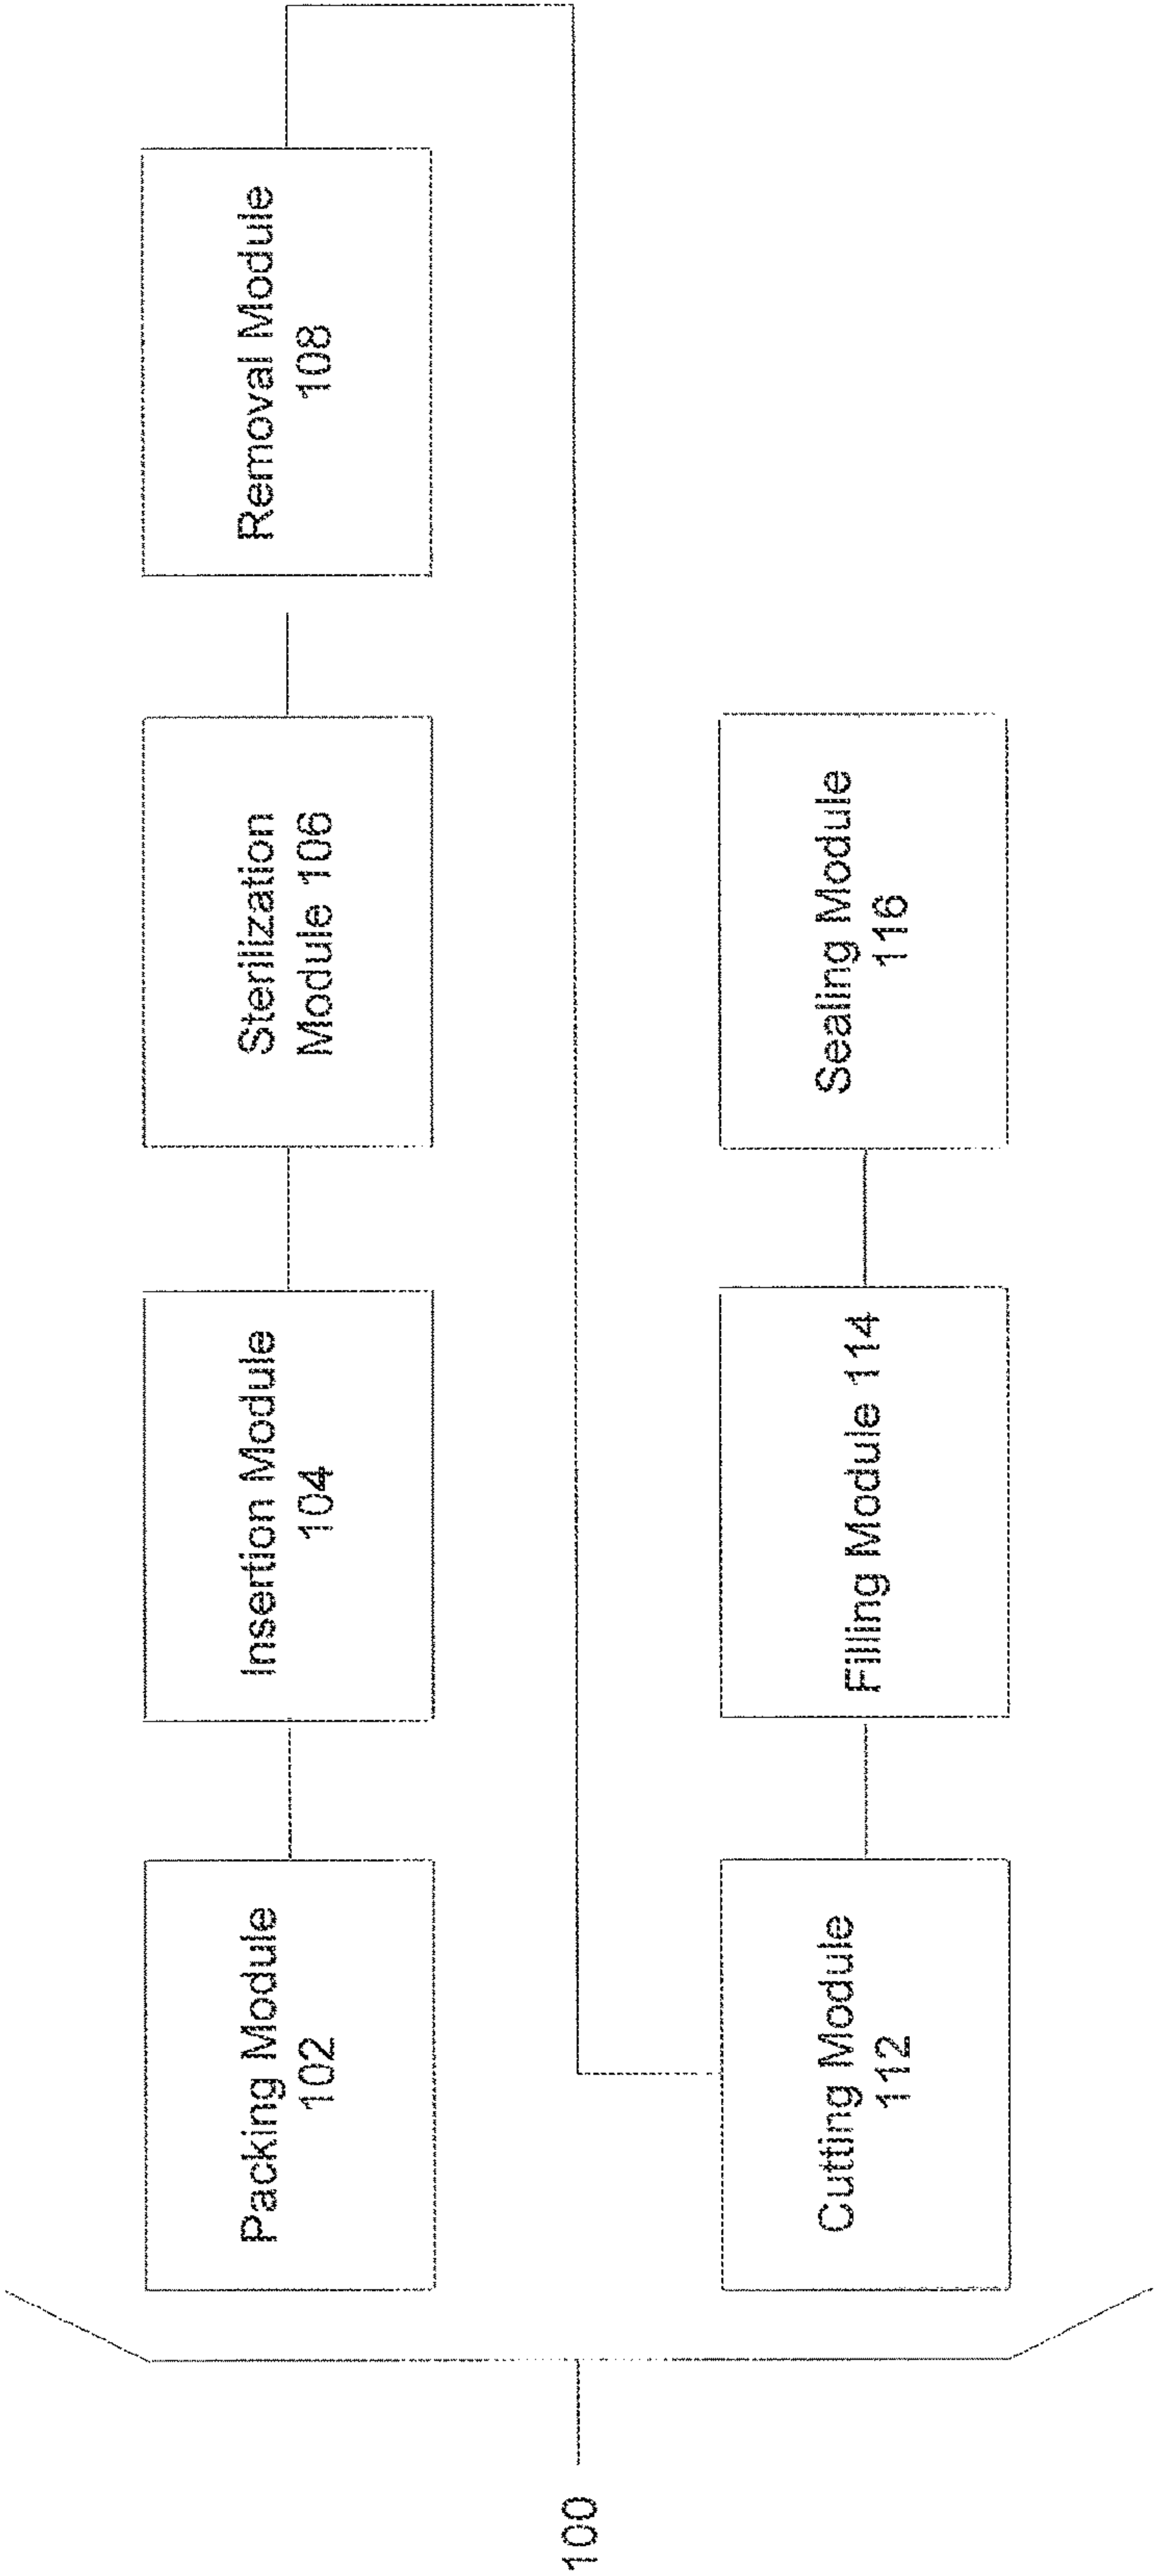 100
Packing Module
102
Insertion Module
104
Sterilization
Module 106
Removal Module
108
Cutting Module
112
Filling Module 114
Sealing Module
116